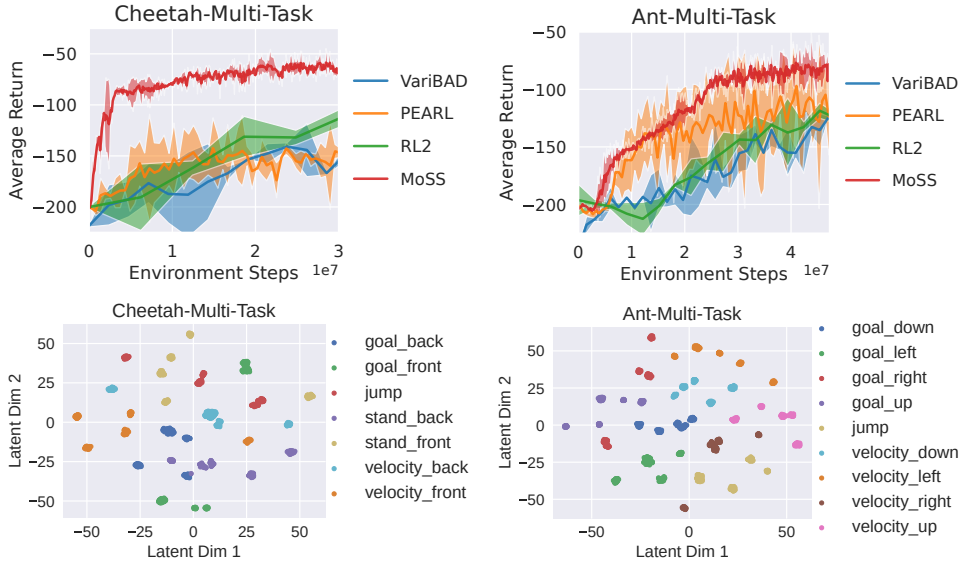 Cheetah-Multi-Task
−50
−100
−150
−200
Average Return
0
1
2
3
Environment Steps
1e7
VariBAD
PEARL
RL2
MoSS
Ant-Multi-Task
−50
−100
−150
−200
Average Return
0
1
2
3
4
Environment Steps
1e7
VariBAD
PEARL
RL2
MoSS
Cheetah-Multi-Task
50
25
0
−25
−50
Latent Dim 2
−50
−25
0
25
50
Latent Dim 1
goal_back
goal_front
jump
stand_back
stand_front
velocity_back
velocity_front
Ant-Multi-Task
50
25
0
−25
−50
Latent Dim 2
−50
0
50
Latent Dim 1
goal_down
goal_left
goal_right
goal_up
jump
velocity_down
velocity_left
velocity_right
velocity_up